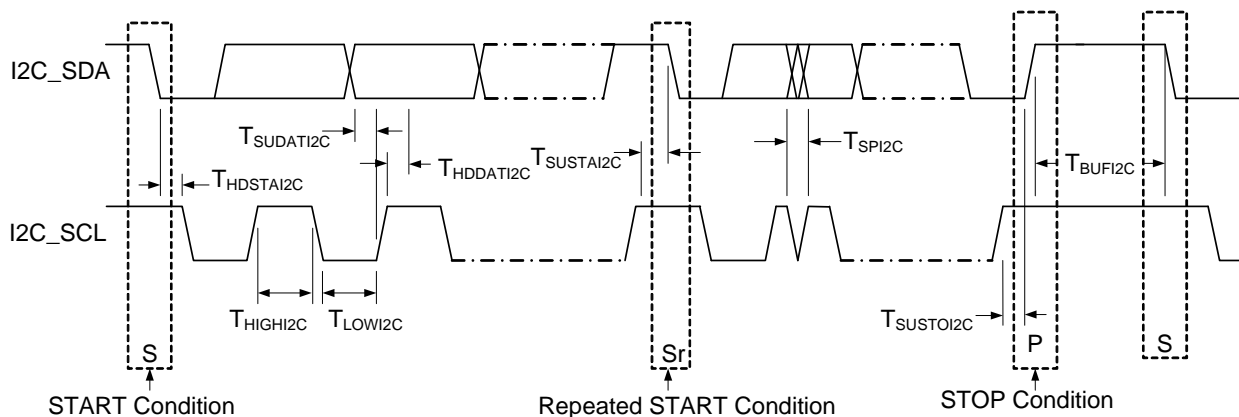 I2C_SDA
T_SUDATI2C
T_HDDATI2C
T_SUSTAI2C
T_SPI2C
T_BUFI2C
T_HDSTAI2C
I2C_SCL
T_HIGHI2C
T_LOWI2C
T_SUSTOI2C
S
Sr
P
S
START Condition
Repeated START Condition
STOP Condition